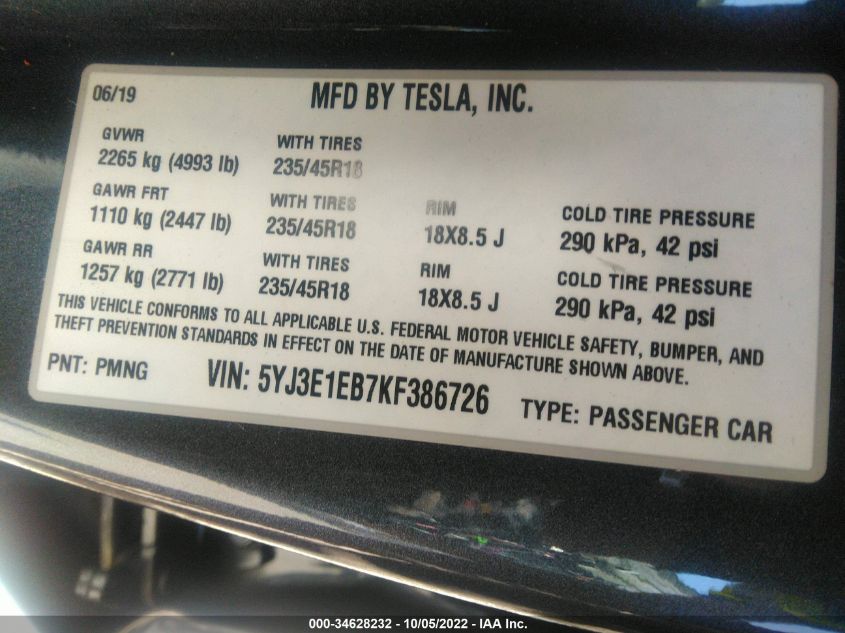 06/19 MFD BY TESLA, INC.
GVWR WITH TIRES
2265 kg (4993 lb) 235/45R18
GAWR FRT WITH TIRES RIM COLD TIRE PRESSURE
1110 kg (2447 lb) 235/45R18 18X8.5 J 290 kPa, 42 psi
GAWR RR WITH TIRES RIM COLD TIRE PRESSURE
1257 kg (2771 lb) 235/45R18 18X8.5 J 290 kPa, 42 psi
THIS VEHICLE CONFORMS TO ALL APPLICABLE U.S. FEDERAL MOTOR VEHICLE SAFETY, BUMPER, AND
THEFT PREVENTION STANDARDS IN EFFECT ON THE DATE OF MANUFACTURE SHOWN ABOVE.
PNT: PMNG VIN: 5YJ3E1EB7KF386726 TYPE: PASSENGER CAR
000-34628232 - 10/05/2022 - IAA Inc.